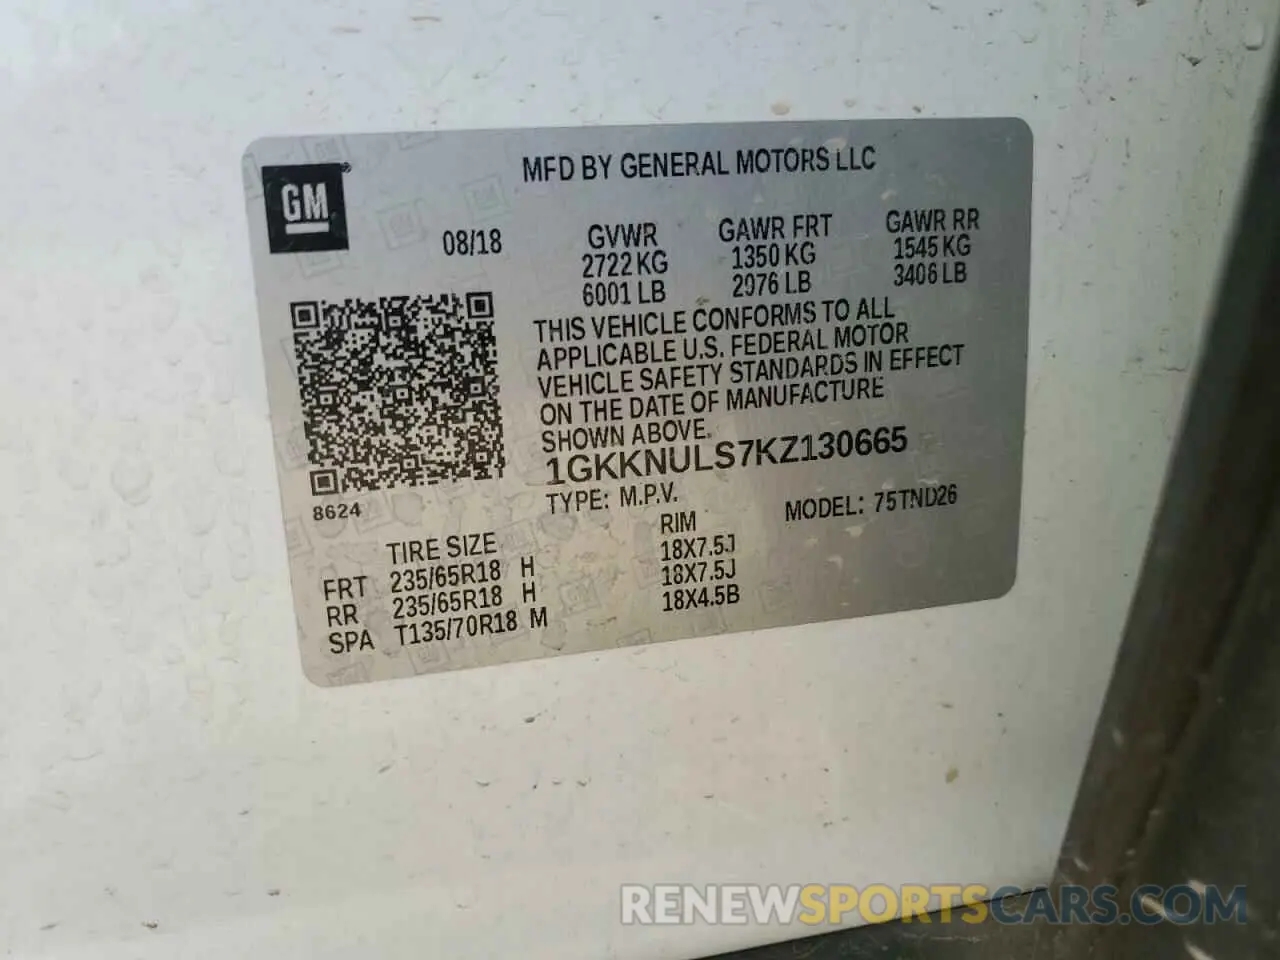 GM ®
MFD BY GENERAL MOTORS LLC
08/18
GVWR GAWR FRT GAWR RR
2722 KG 1350 KG 1545 KG
6001 LB 2976 LB 3406 LB
THIS VEHICLE CONFORMS TO ALL
APPLICABLE U.S. FEDERAL MOTOR
VEHICLE SAFETY STANDARDS IN EFFECT
ON THE DATE OF MANUFACTURE
SHOWN ABOVE.
1GKKNULS7KZ130665
TYPE: M.P.V. MODEL: 75TND26
8624
TIRE SIZE RIM
FRT 235/65R18 H 18X7.5J
RR 235/65R18 H 18X7.5J
SPA T135/70R18 M 18X4.5B
RENEWSPORTSCARS.COM